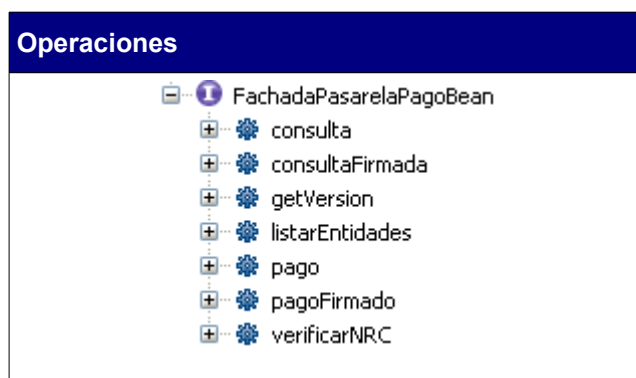 Operaciones
FachadaPasarelaPagoBean
consulta
consultaFirmada
getVersion
listarEntidades
pago
pagoFirmado
verificarNRC